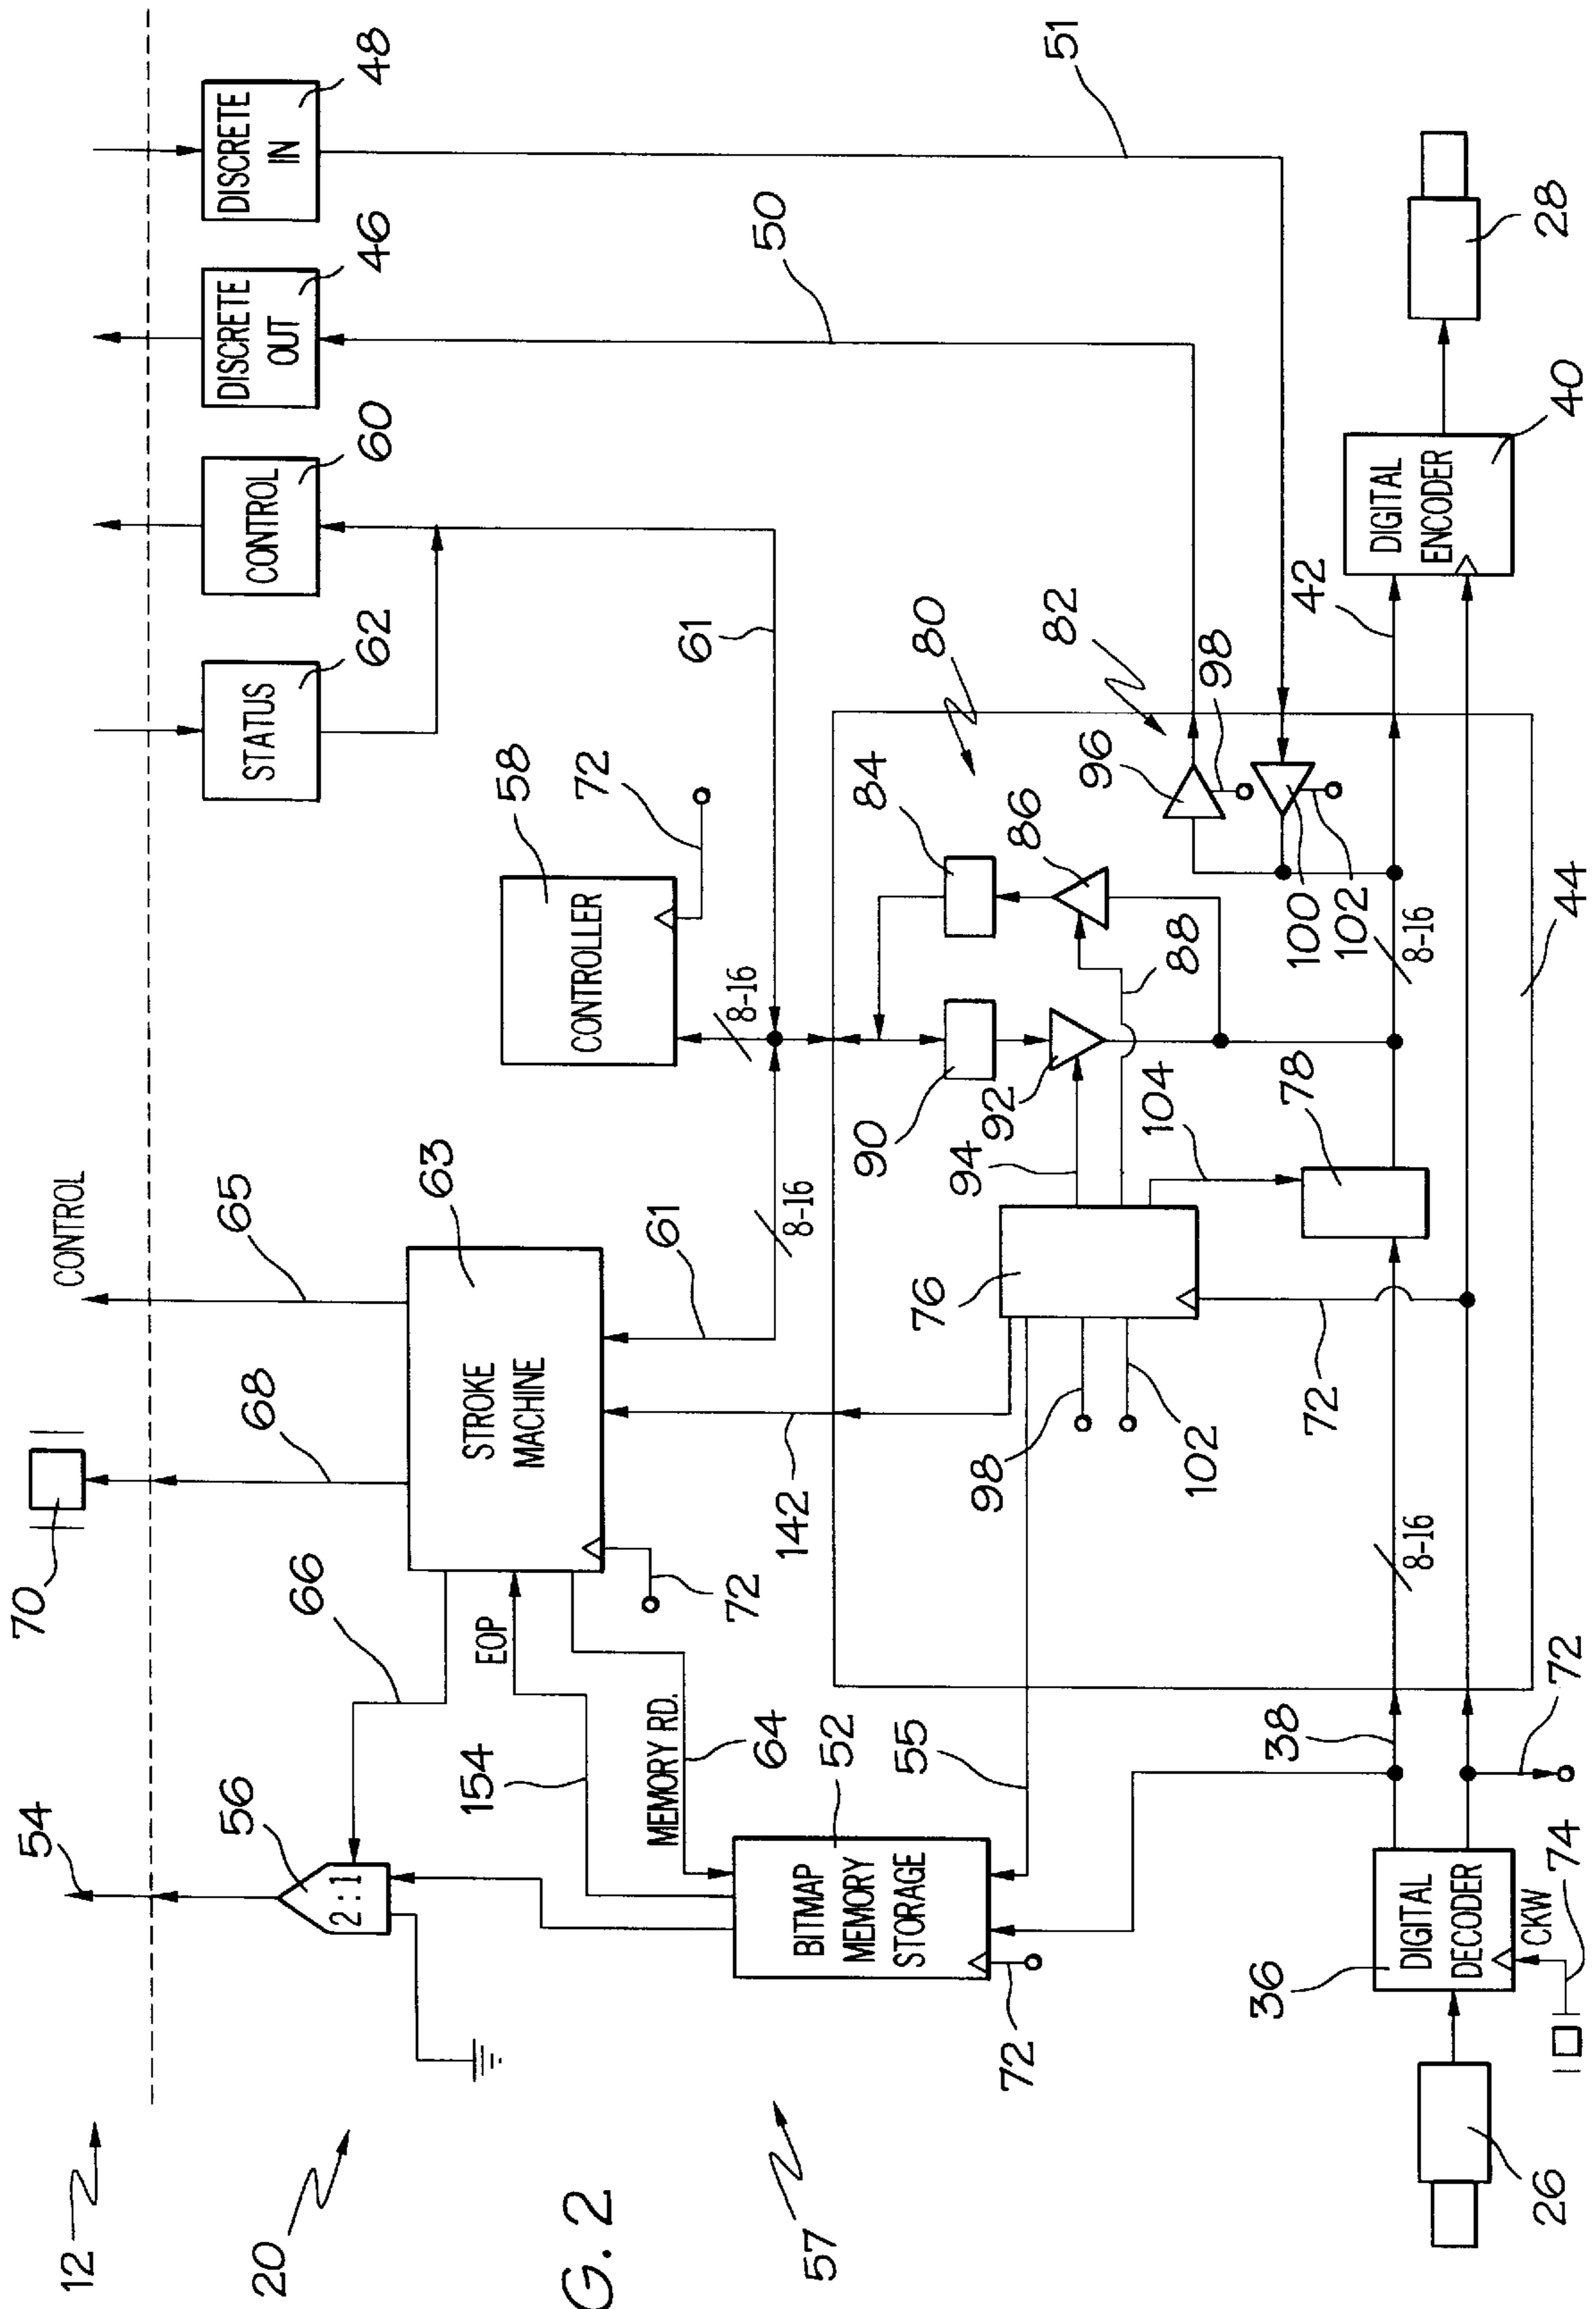 12
54
70
CONTROL
20
56
2 : 1
66
68
65
STATUS
62
CONTROL
60
DISCRETE
OUT
46
DISCRETE
IN
48
63
STROKE
MACHINE
EOP
154
MEMORY RD.
64
72
142
61
8-16
58
CONTROLLER
72
8-16
61
50
51
G. 2
57
BITMAP
MEMORY
STORAGE
52
72
55
90
84
80
82
98
102
76
94
92
88
86
96
98
100
102
104
78
72
8-16
8-16
42
26
36
DIGITAL
DECODER
CKW
74
38
72
44
DIGITAL
ENCODER
40
28